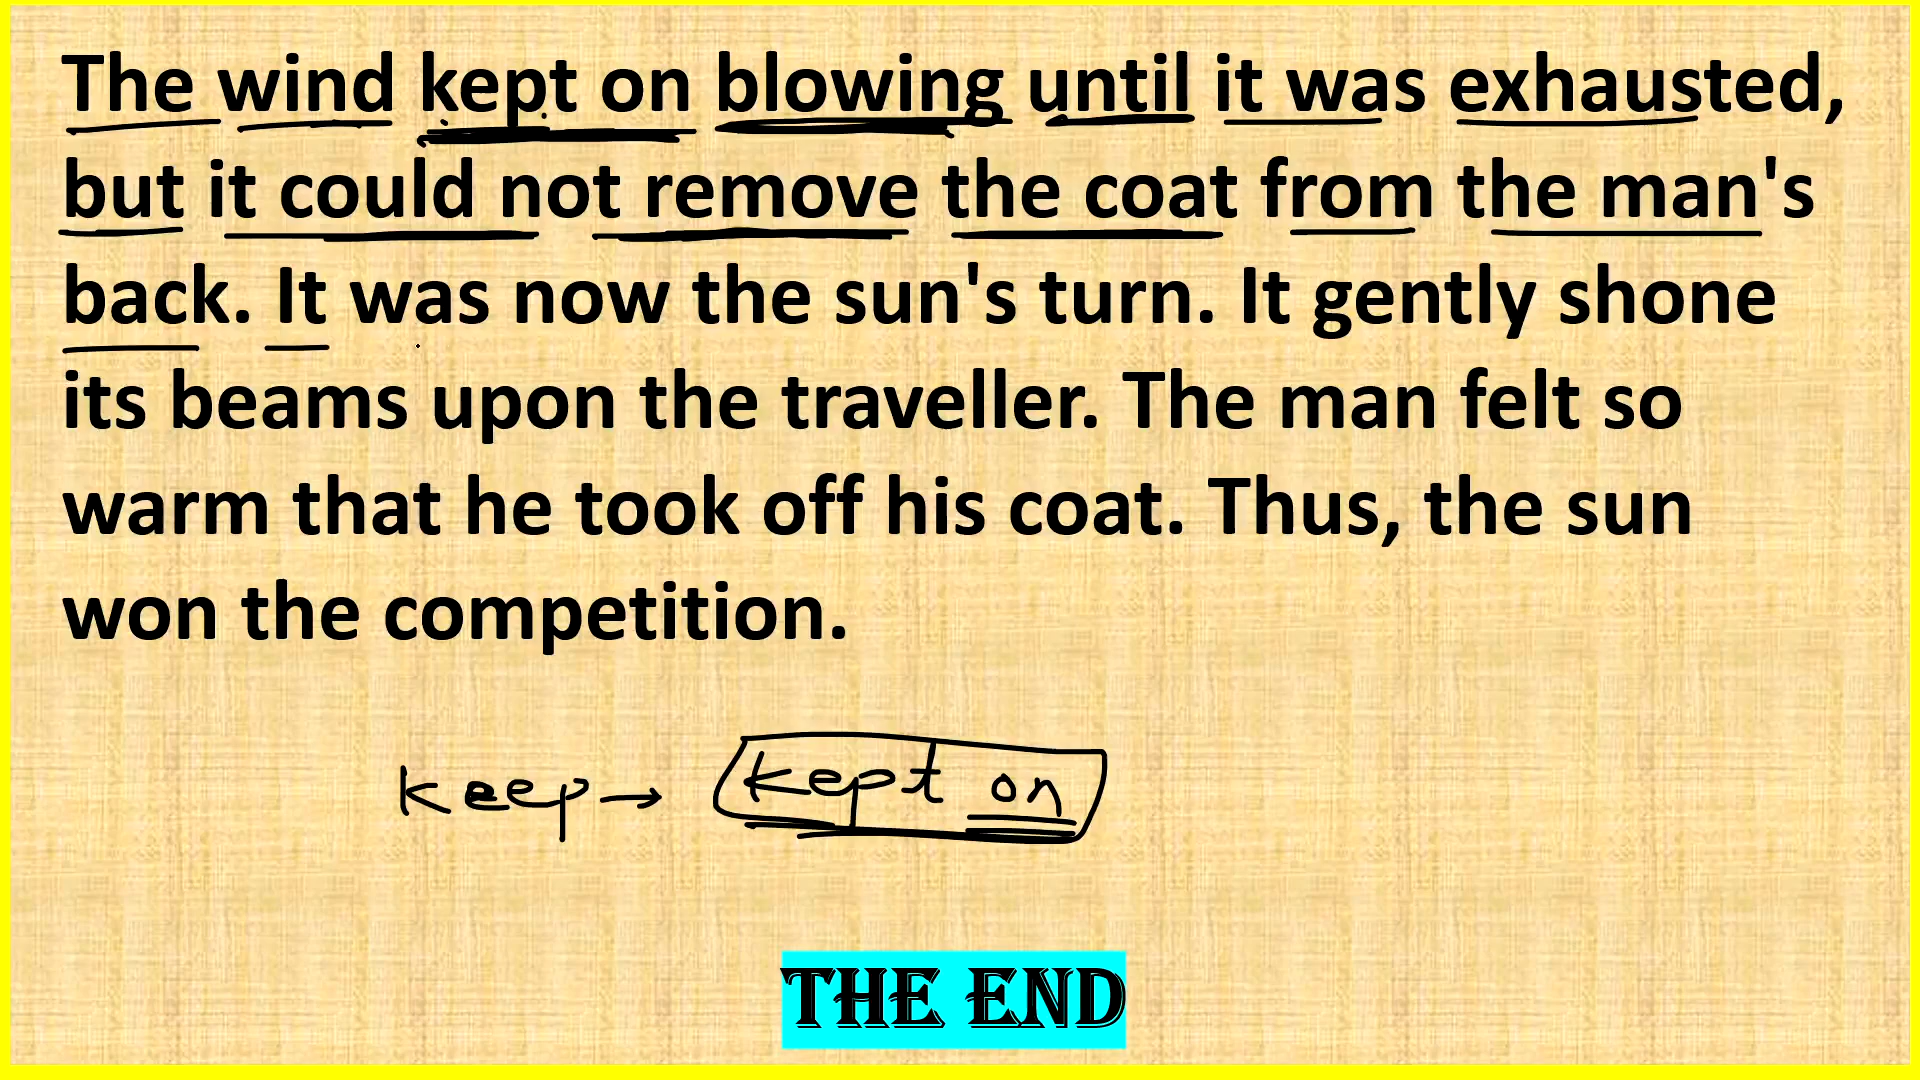 The wind kept on blowing until it was exhausted,
but it could not remove the coat from the man's
back. It was now the sun's turn. It gently shone
its beams upon the traveller. The man felt so
warm that he took off his coat. Thus, the sun
won the competition.
keep → kept on
THE END